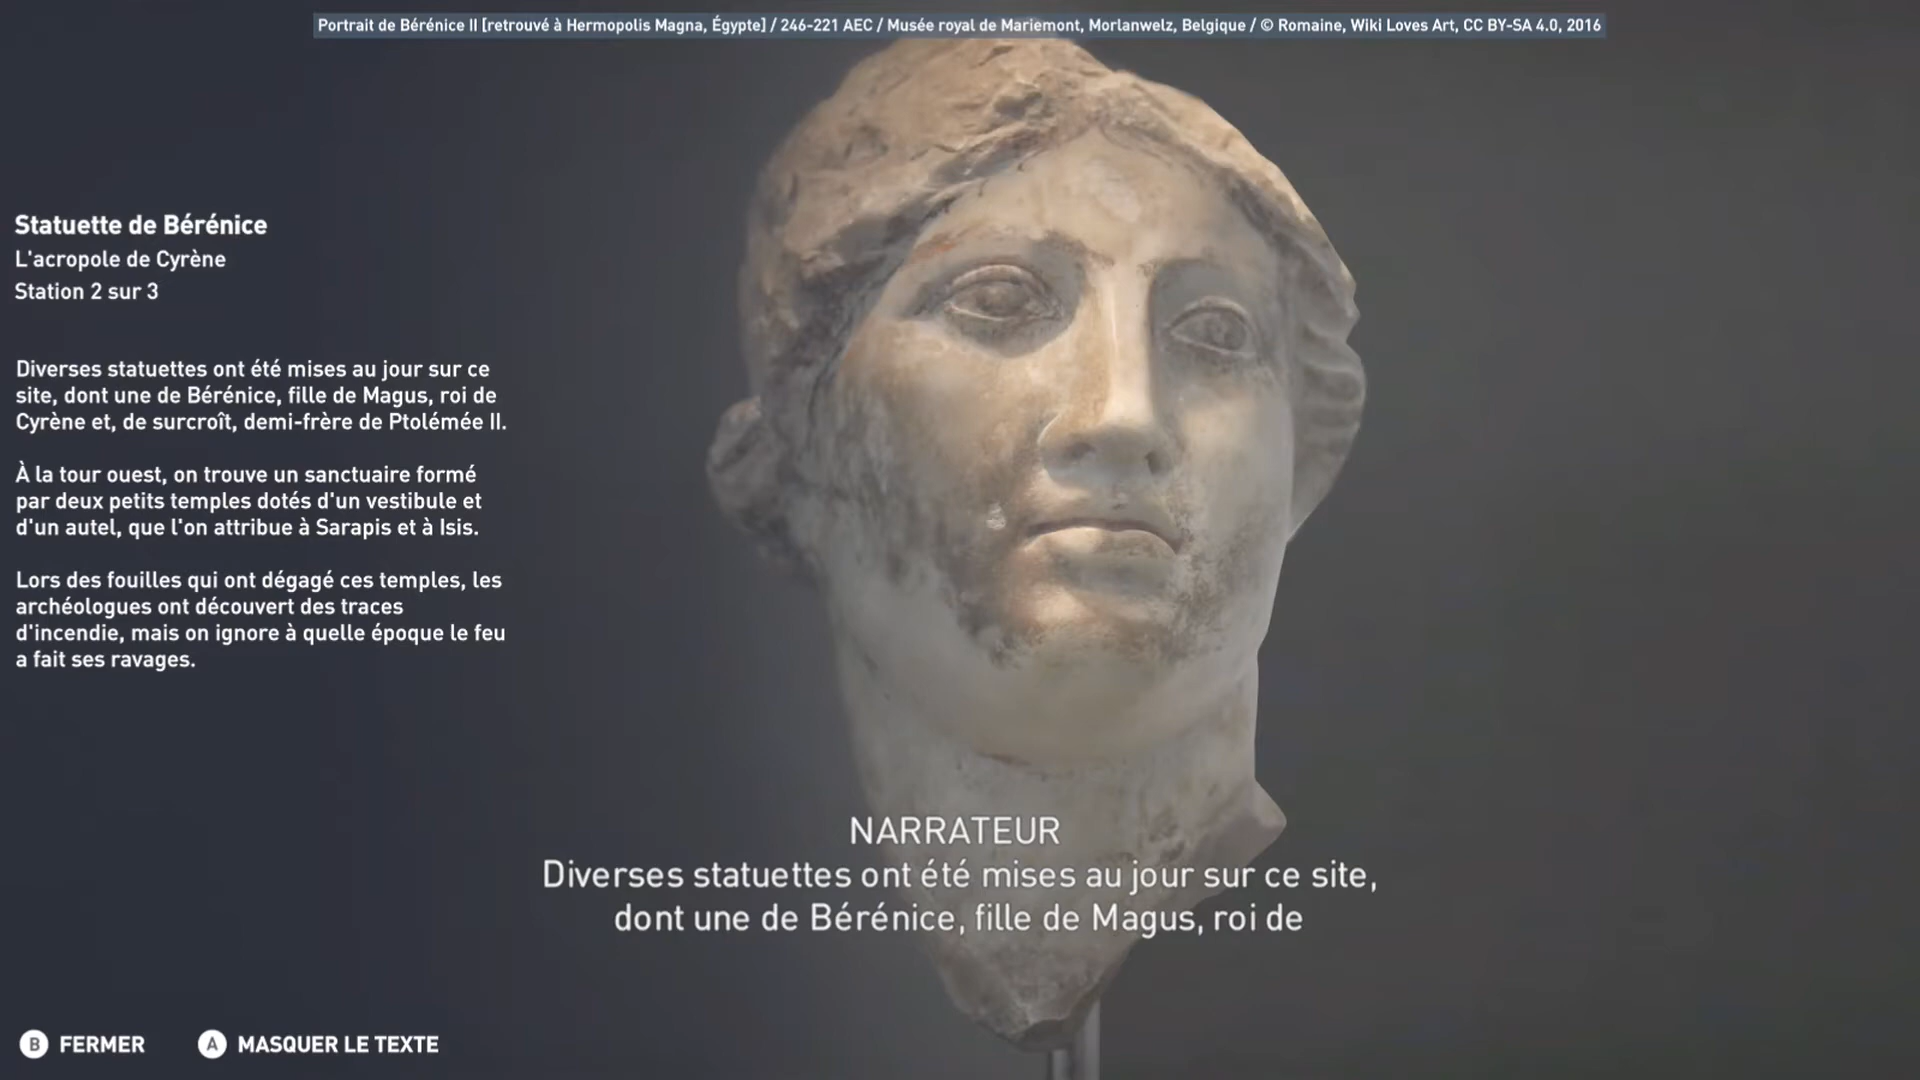 Portrait de Bérénice II [retrouvé à Hermopolis Magna, Égypte] / 246-221 AEC / Musée royal de Mariemont, Morlanwelz, Belgique / © Romaine, Wiki Loves Art, CC BY-SA 4.0, 2016
Statuette de Bérénice
L'acropole de Cyrène
Station 2 sur 3
Diverses statuettes ont été mises au jour sur ce
site, dont une de Bérénice, fille de Magus, roi de
Cyrène et, de surcroît, demi-frère de Ptolémée II.
À la tour ouest, on trouve un sanctuaire formé
par deux petits temples dotés d'un vestibule et
d'un autel, que l'on attribue à Sarapis et à Isis.
Lors des fouilles qui ont dégagé ces temples, les
archéologues ont découvert des traces
d'incendie, mais on ignore à quelle époque le feu
a fait ses ravages.
NARRATEUR
Diverses statuettes ont été mises au jour sur ce site,
dont une de Bérénice, fille de Magus, roi de
B FERMER A MASQUER LE TEXTE